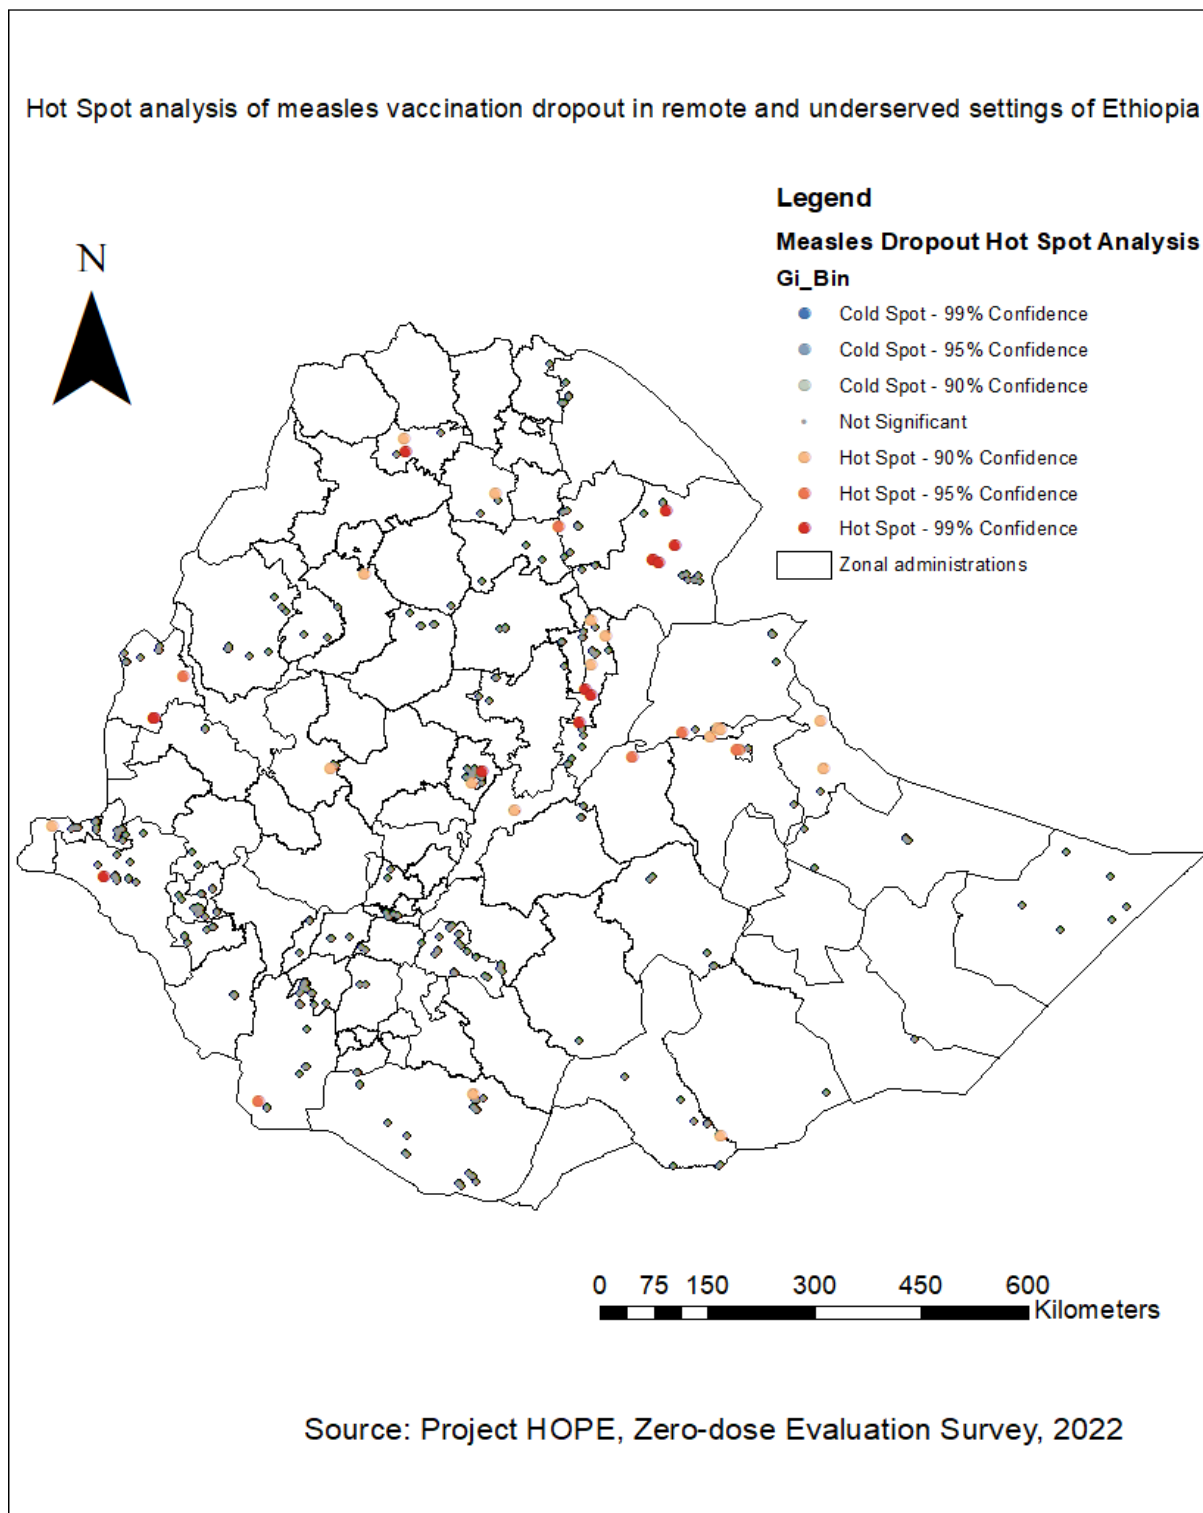 Hot Spot analysis of measles vaccination dropout in remote and underserved settings of Ethiopia
Legend
Measles Dropout Hot Spot Analysis
Gi_Bin
Cold Spot - 99% Confidence
Cold Spot - 95% Confidence
Cold Spot - 90% Confidence
Not Significant
Hot Spot - 90% Confidence
Hot Spot - 95% Confidence
Hot Spot - 99% Confidence
Zonal administrations
N
0 75 150 300 450 600
Kilometers
Source: Project HOPE, Zero-dose Evaluation Survey, 2022